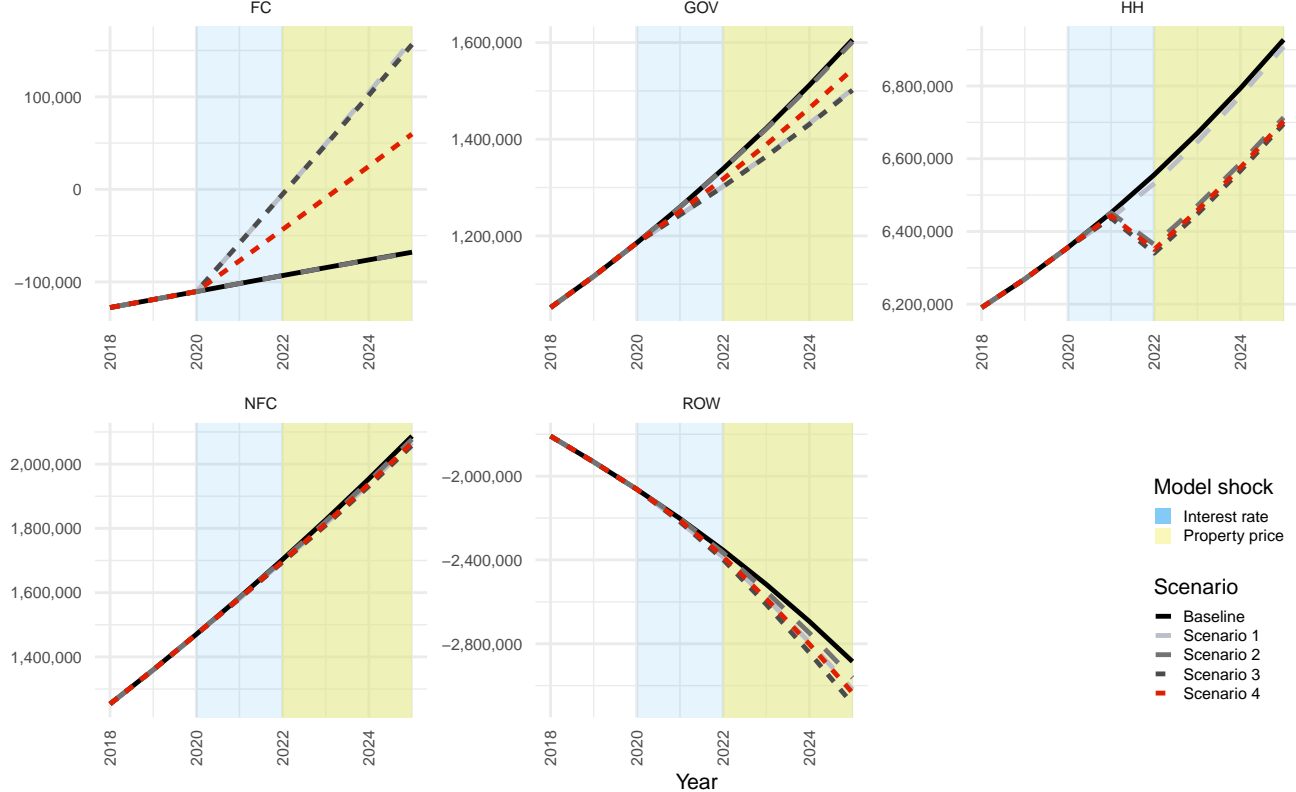 FC
GOV
HH
100,000
0
−100,000
1,600,000
1,400,000
1,200,000
6,800,000
6,600,000
6,400,000
6,200,000
2018
2020
2022
2024
2018
2020
2022
2024
2018
2020
2022
2024
NFC
ROW
2,000,000
1,800,000
1,600,000
1,400,000
−2,000,000
−2,400,000
−2,800,000
2018
2020
2022
2024
2018
2020
2022
2024
Year
Model shock
Interest rate
Property price
Scenario
Baseline
Scenario 1
Scenario 2
Scenario 3
Scenario 4